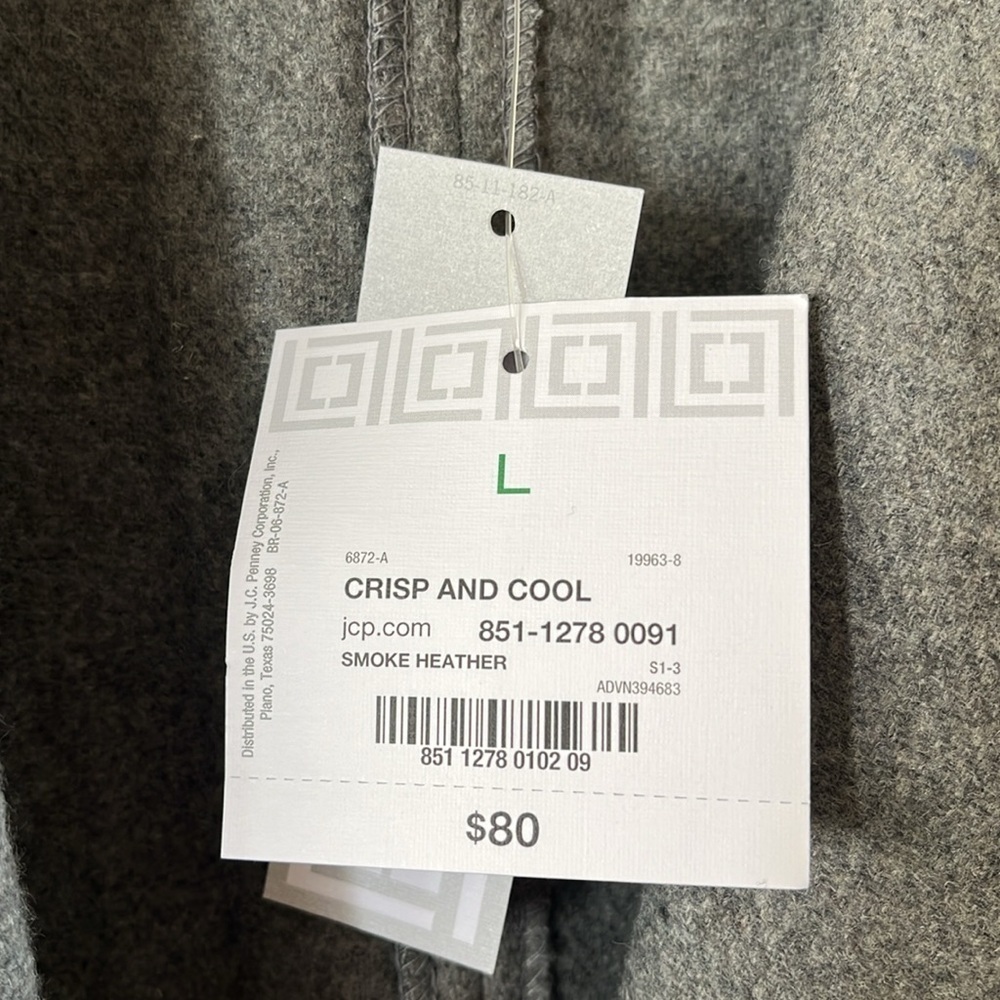 85-11-182-A
L
6872-A 19963-8
CRISP AND COOL
jcp.com 851-1278 0091
SMOKE HEATHER S1-3
ADVN394683
851 1278 0102 09
$80
Distributed in the U.S. by J.C. Penney Corporation, Inc.,
Plano, Texas 75024-3698 BR-06-872-A